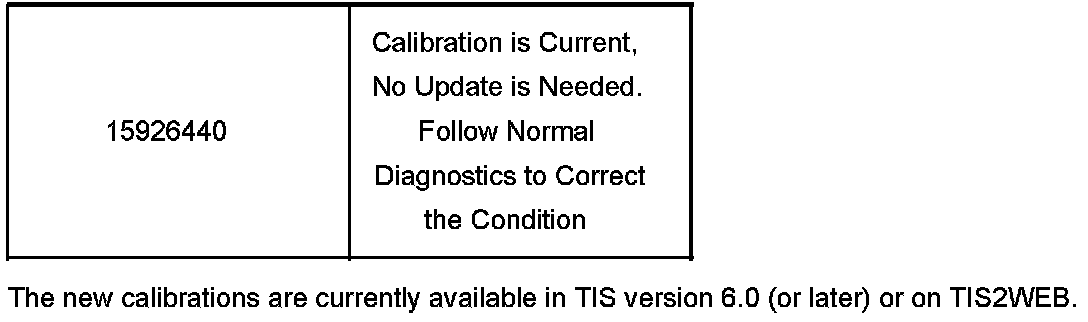 15926440
Calibration is Current,
No Update is Needed.
Follow Normal
Diagnostics to Correct
the Condition
The new calibrations are currently available in TIS version 6.0 (or later) or on TIS2WEB.